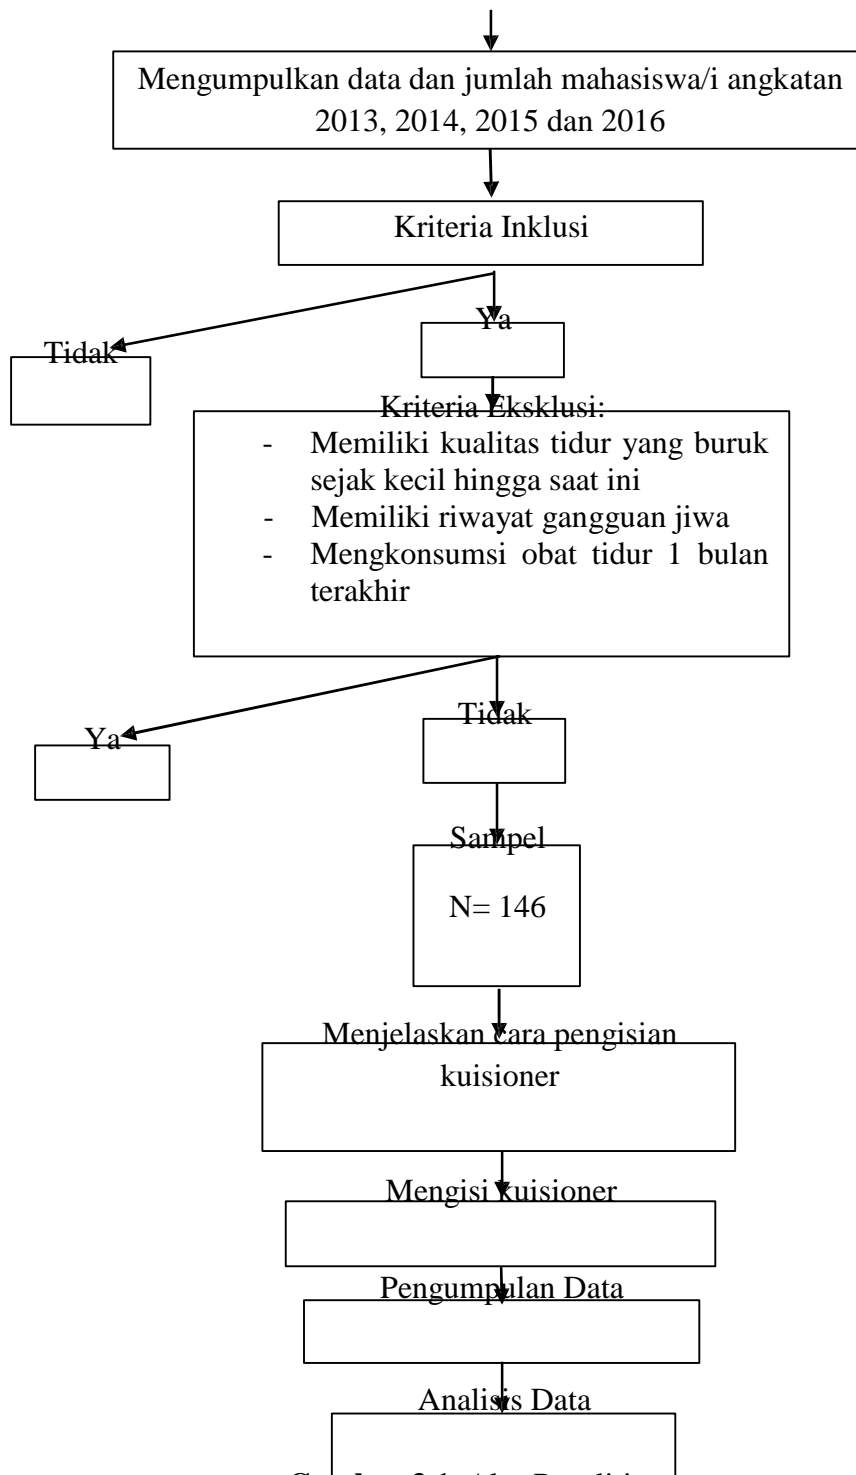 Mengumpulkan data dan jumlah mahasiswa/i angkatan
2013, 2014, 2015 dan 2016
Kriteria Inklusi
Ya
Tidak
Kriteria Eksklusi:
- Memiliki kualitas tidur yang buruk
sejak kecil hingga saat ini
- Memiliki riwayat gangguan jiwa
- Mengkonsumsi obat tidur 1 bulan
terakhir
Tidak
Ya
Sampel
N= 146
Menjelaskan cara pengisian
kuisioner
Mengisi kuisioner
Pengumpulan Data
Analisis Data